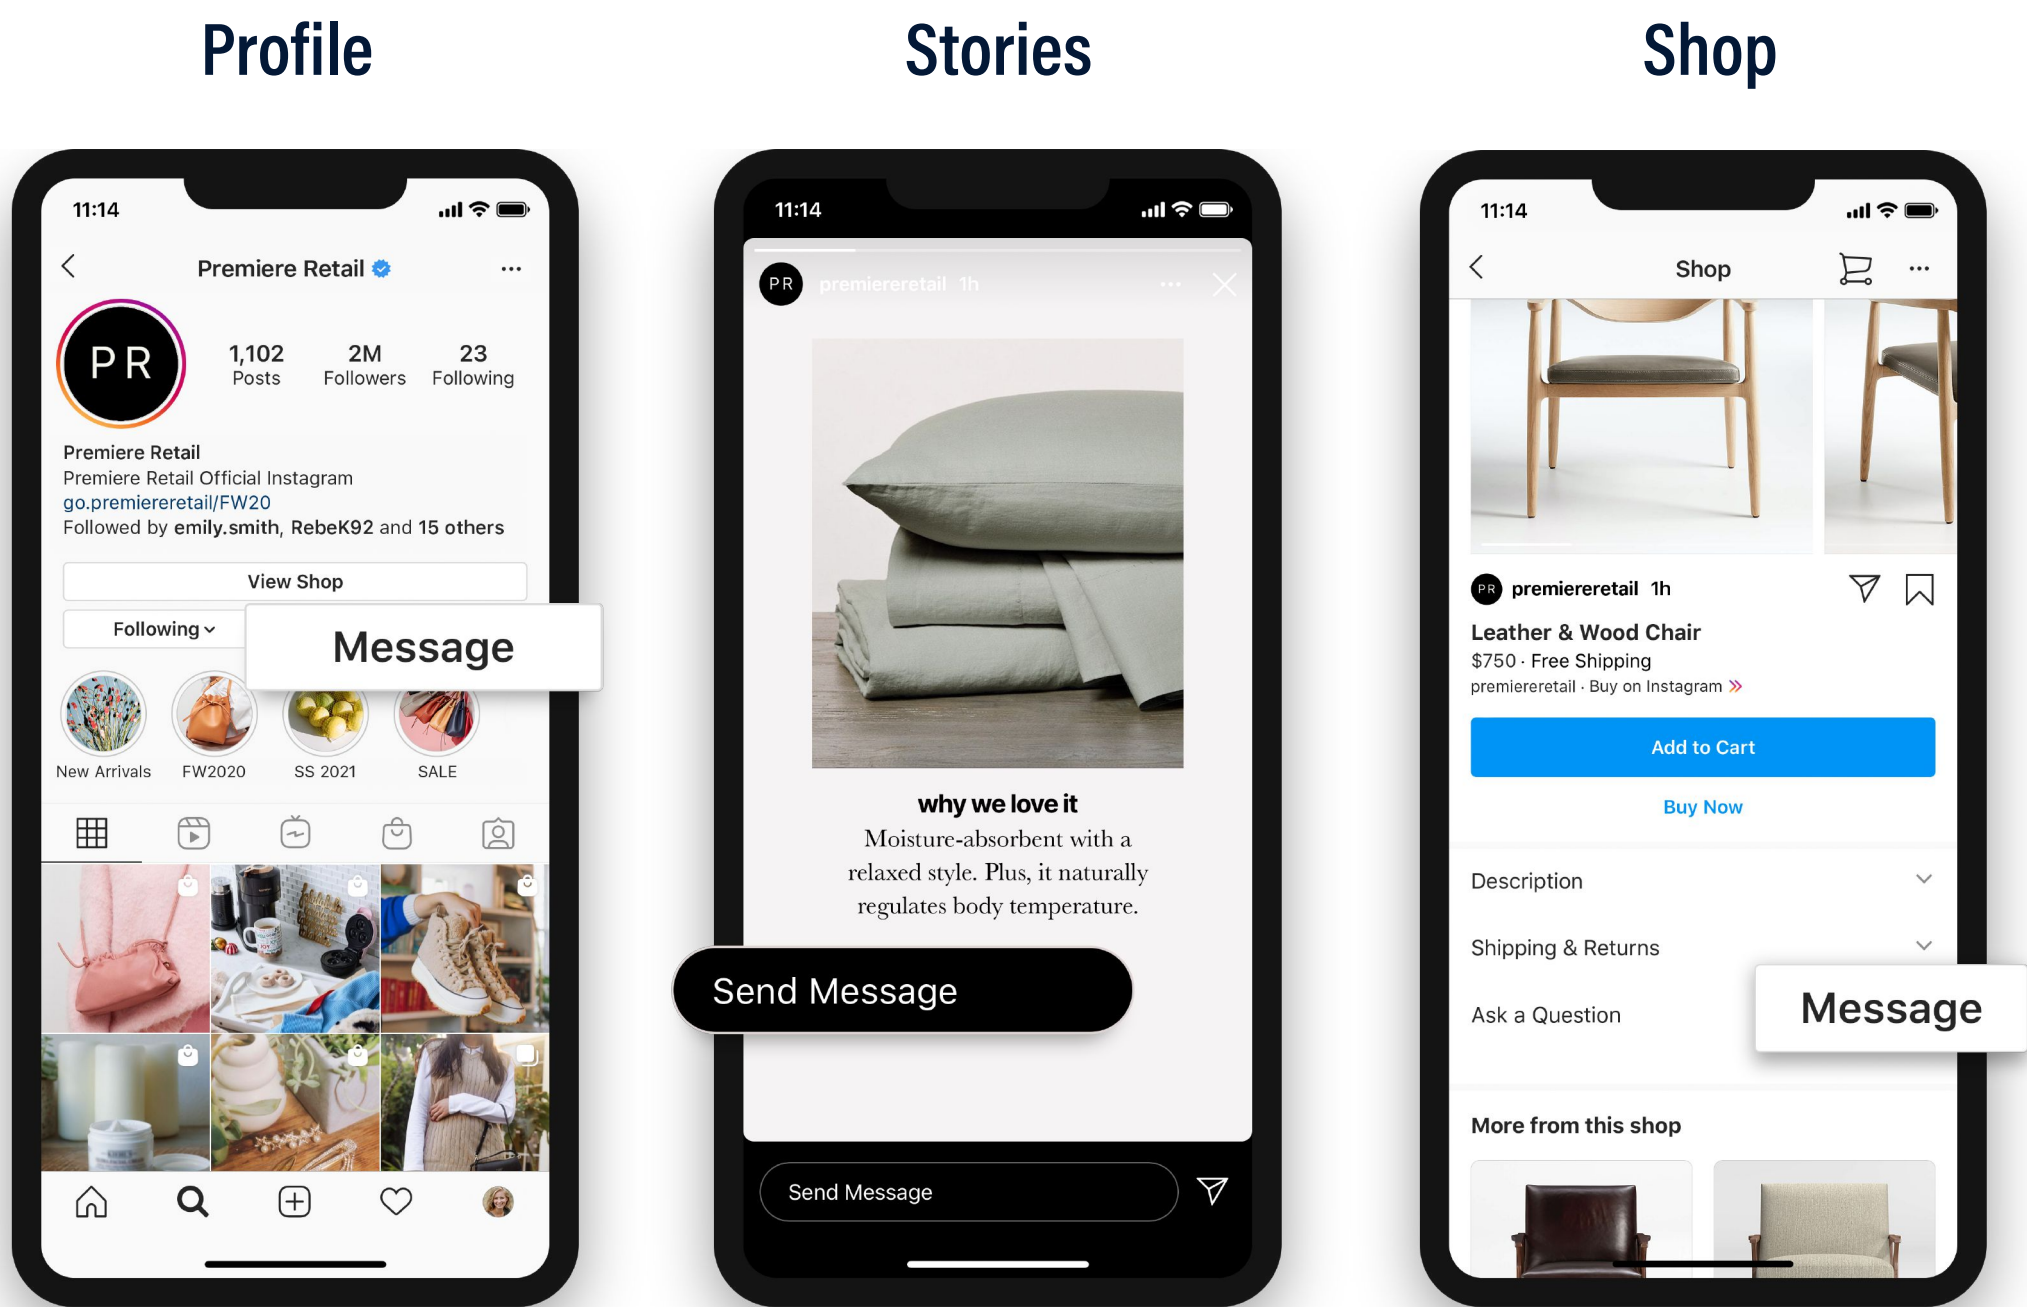 Profile
Stories
Shop
11:14
Premiere Retail
PR
1,102
Posts
2M
Followers
23
Following
Premiere Retail
Premiere Retail Official Instagram
go.premiereretail/FW20
Followed by emily.smith, RebeK92 and 15 others
View Shop
Following
Message
New Arrivals
FW2020
SS 2021
SALE
11:14
PR
premiereretail 1h
why we love it
Moisture-absorbent with a
relaxed style. Plus, it naturally
regulates body temperature.
Send Message
Send Message
11:14
Shop
PR
premiereretail 1h
Leather & Wood Chair
$750 · Free Shipping
premiereretail · Buy on Instagram
Add to Cart
Buy Now
Description
Shipping & Returns
Ask a Question
Message
More from this shop